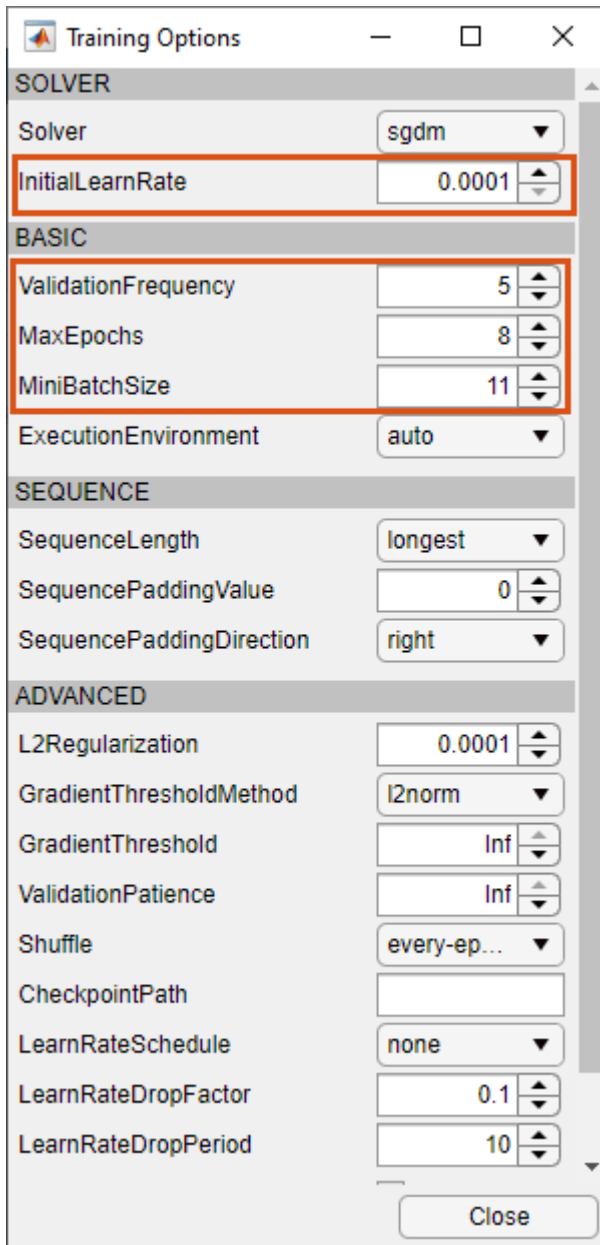 Training Options
SOLVER
Solver sgdm
InitialLearnRate 0.0001
BASIC
ValidationFrequency 5
MaxEpochs 8
MiniBatchSize 11
ExecutionEnvironment auto
SEQUENCE
SequenceLength longest
SequencePaddingValue 0
SequencePaddingDirection right
ADVANCED
L2Regularization 0.0001
GradientThresholdMethod l2norm
GradientThreshold Inf
ValidationPatience Inf
Shuffle every-ep...
CheckpointPath
LearnRateSchedule none
LearnRateDropFactor 0.1
LearnRateDropPeriod 10
Close